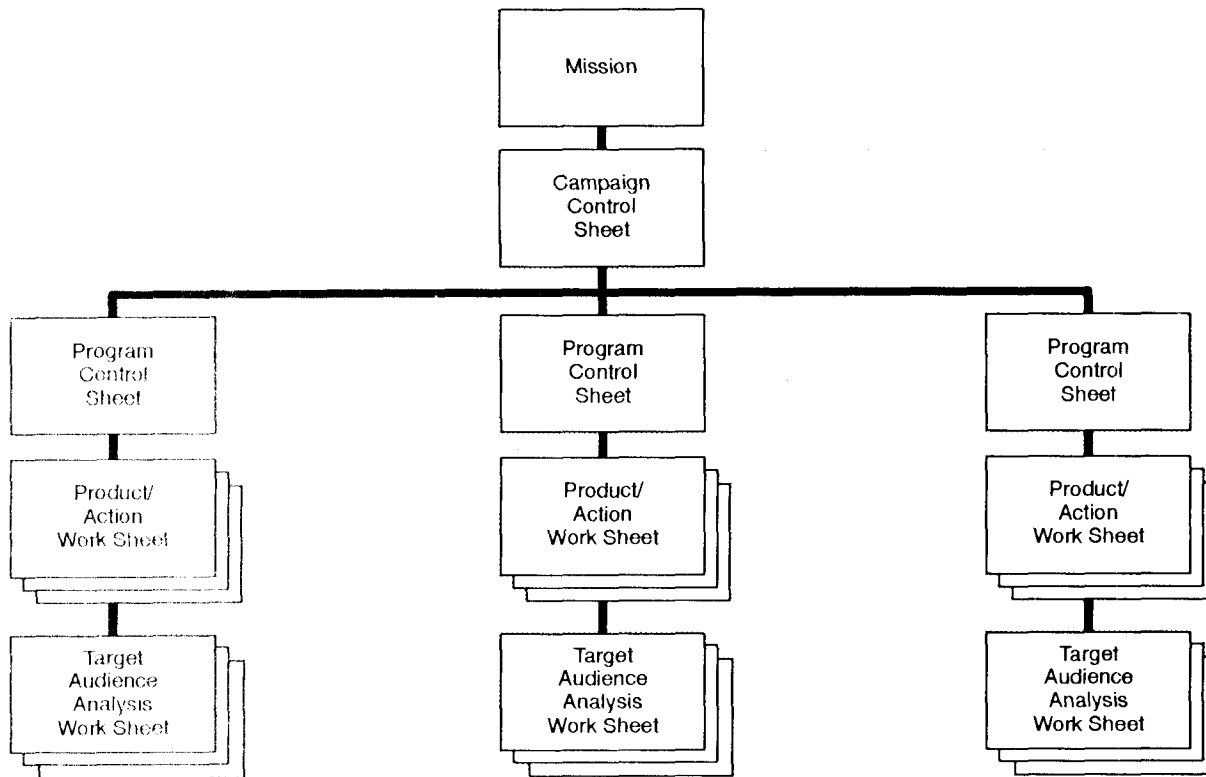 Mission
Campaign
Control
Sheet
Program
Control
Sheet
Program
Control
Sheet
Program
Control
Sheet
Product/
Action
Work Sheet
Product/
Action
Work Sheet
Product/
Action
Work Sheet
Target
Audience
Analysis
Work Sheet
Target
Audience
Analysis
Work Sheet
Target
Audience
Analysis
Work Sheet